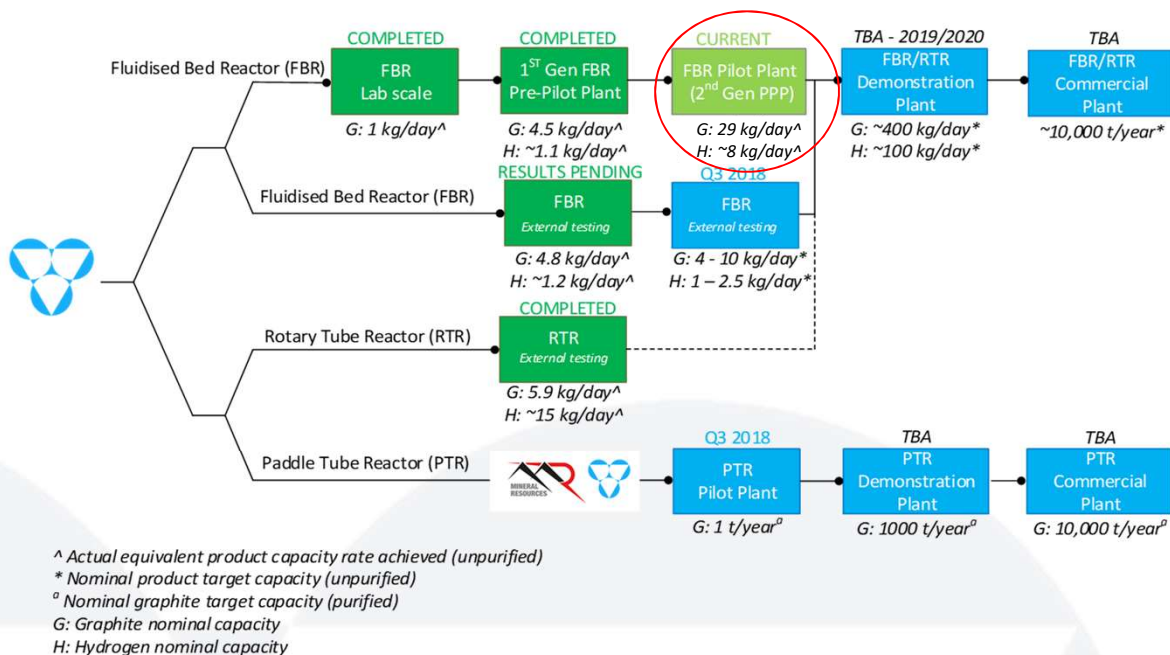 COMPLETED
COMPLETED
CURRENT
TBA - 2019/2020
TBA
Fluidised Bed Reactor (FBR)
FBR
Lab scale
1ST Gen FBR
Pre-Pilot Plant
FBR Pilot Plant
(2nd Gen PPP)
FBR/RTR
Demonstration
Plant
FBR/RTR
Commercial
Plant
G: 1 kg/day^
G: 4.5 kg/day^
H: ~1.1 kg/day^
G: 29 kg/day^
H: ~8 kg/day^
G: ~400 kg/day*
H: ~100 kg/day*
~10,000 t/year*
RESULTS PENDING
Q3 2018
Fluidised Bed Reactor (FBR)
FBR
External testing
FBR
External testing
G: 4.8 kg/day^
H: ~1.2 kg/day^
G: 4 - 10 kg/day*
H: 1 – 2.5 kg/day*
COMPLETED
Rotary Tube Reactor (RTR)
RTR
External testing
G: 5.9 kg/day^
H: ~15 kg/day^
Q3 2018
TBA
TBA
Paddle Tube Reactor (PTR)
MINERAL
RESOURCES
PTR
Pilot Plant
PTR
Demonstration
Plant
PTR
Commercial
Plant
G: 1 t/yearᵃ
G: 1000 t/yearᵃ
G: 10,000 t/yearᵃ
^ Actual equivalent product capacity rate achieved (unpurified)
* Nominal product target capacity (unpurified)
ᵃ Nominal graphite target capacity (purified)
G: Graphite nominal capacity
H: Hydrogen nominal capacity